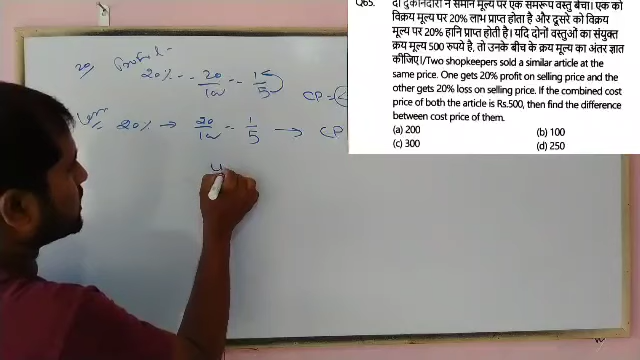 Q65. दो दुकानदारों ने समान मूल्य पर एक समरूप वस्तु बेचा। एक को
विक्रय मूल्य पर 20% लाभ प्राप्त होता है और दूसरे को विक्रय
मूल्य पर 20% हानि प्राप्त होती है। यदि दोनों वस्तुओं का संयुक्त
क्रय मूल्य 500 रुपये है, तो उनके बीच के क्रय मूल्य का अंतर ज्ञात
कीजिए।/Two shopkeepers sold a similar article at the
same price. One gets 20% profit on selling price and the
other gets 20% loss on selling price. If the combined cost
price of both the article is Rs.500, then find the difference
between cost price of them.
(a) 200 (b) 100
(c) 300 (d) 250
20% - - 20/100 - - 1/5 CP =
20% → 20/100 - - 1/5 → CP
4